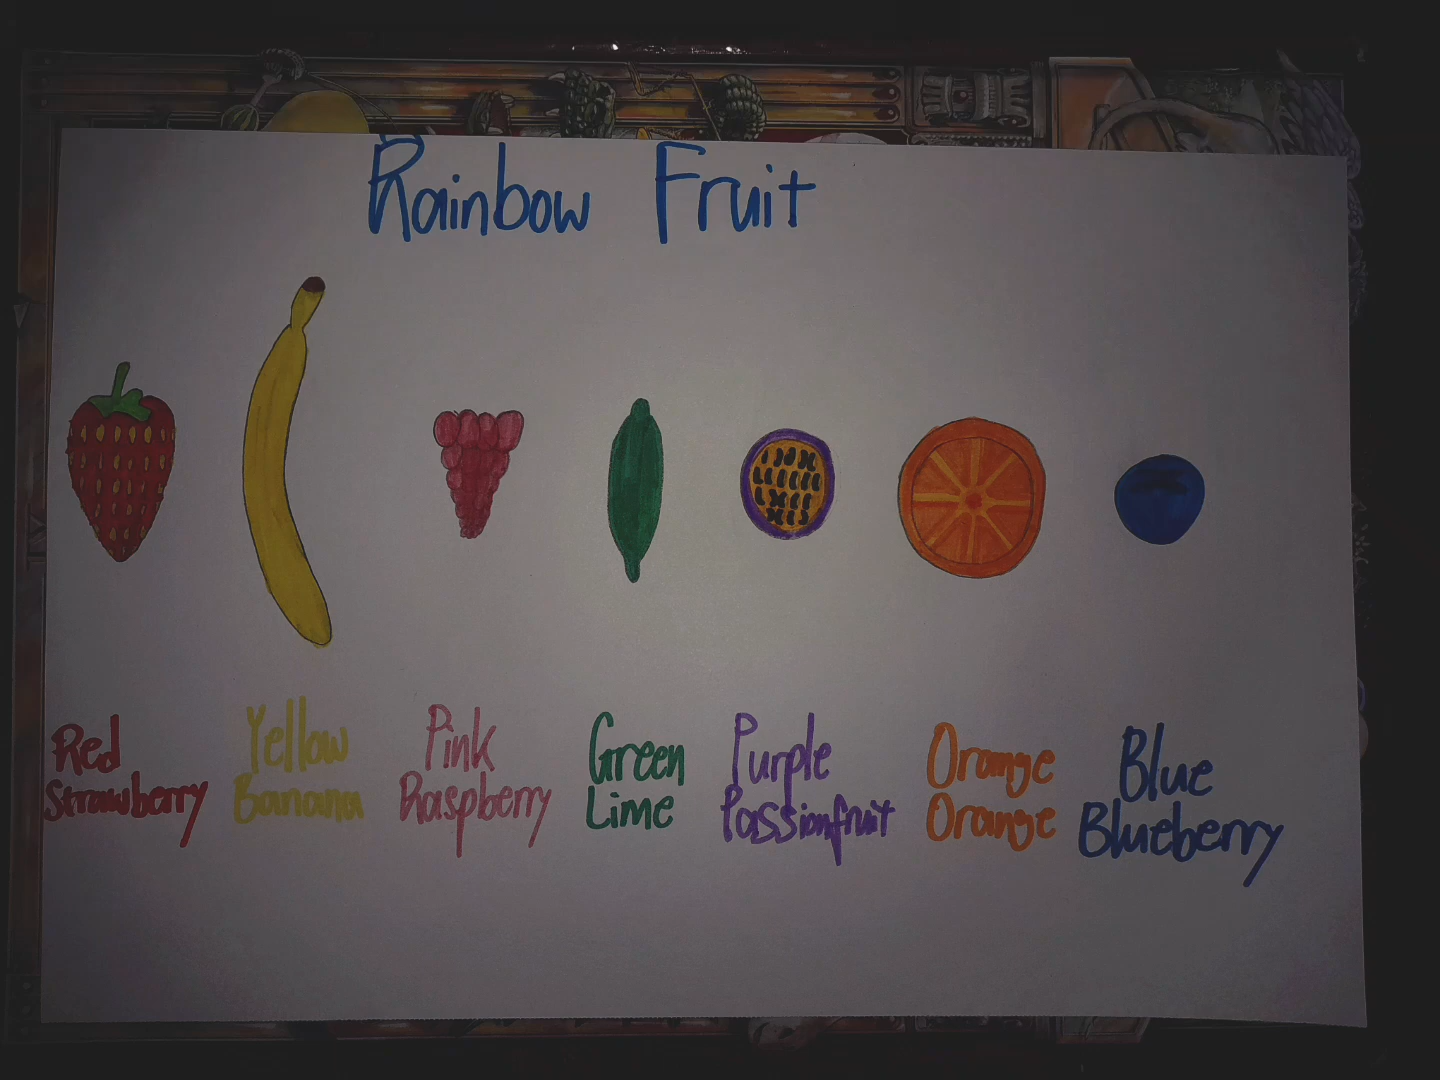 Rainbow Fruit
Red
Strawberry
Yellow
Banana
Pink
Raspberry
Green
Lime
Purple
Passionfruit
Orange
Orange
Blue
Blueberry